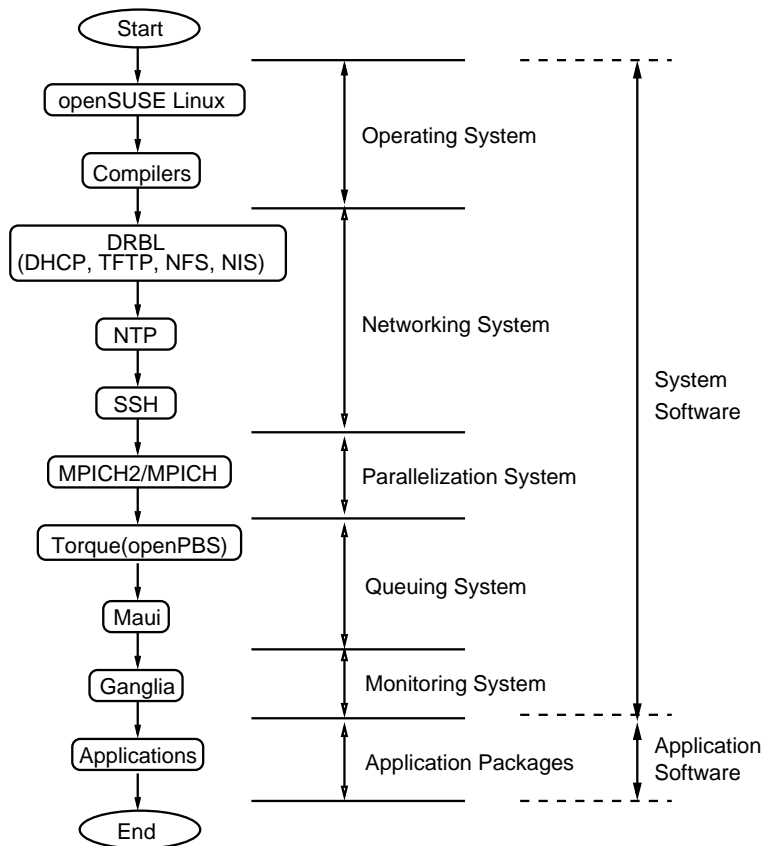 Start
openSUSE Linux
Compilers
DRBL
(DHCP, TFTP, NFS, NIS)
NTP
SSH
MPICH2/MPICH
Torque(openPBS)
Maui
Ganglia
Applications
End
Operating System
Networking System
Parallelization System
Queuing System
Monitoring System
Application Packages
System
Software
Application
Software